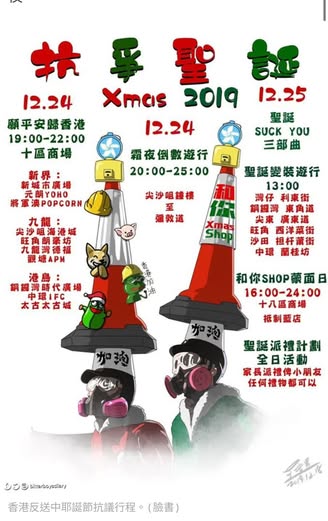 抗爭聖誕
Xmas 2019
12.24
願平安歸香港
19:00-22:00
十區商場
新界：
新城市廣場
元朗YOHO
將軍澳POPCORN
九龍：
尖沙咀海港城
旺角朗豪坊
九龍灣德福
觀塘APM
港島：
銅鑼灣時代廣場
中環IFC
太古太古城
12.24
霜夜倒數遊行
20:00-25:00
尖沙咀鐘樓
至
彌敦道
香港加油
加油
和你
Xmas
Shop
加油
12.25
聖誕
SUCK YOU
三部曲
聖誕變裝遊行
13:00
灣仔 利東街
銅鑼灣 東角道
尖東 廣東道
旺角 西洋菜街
沙田 担杆莆街
中環 蘭桂坊
和你SHOP蒙面日
16:00-24:00
十八區商場
抵制藍店
聖誕派禮計劃
全日活動
家長派禮俾小朋友
任何禮物都可以
香港反送中耶誕節抗議行程。(臉書)